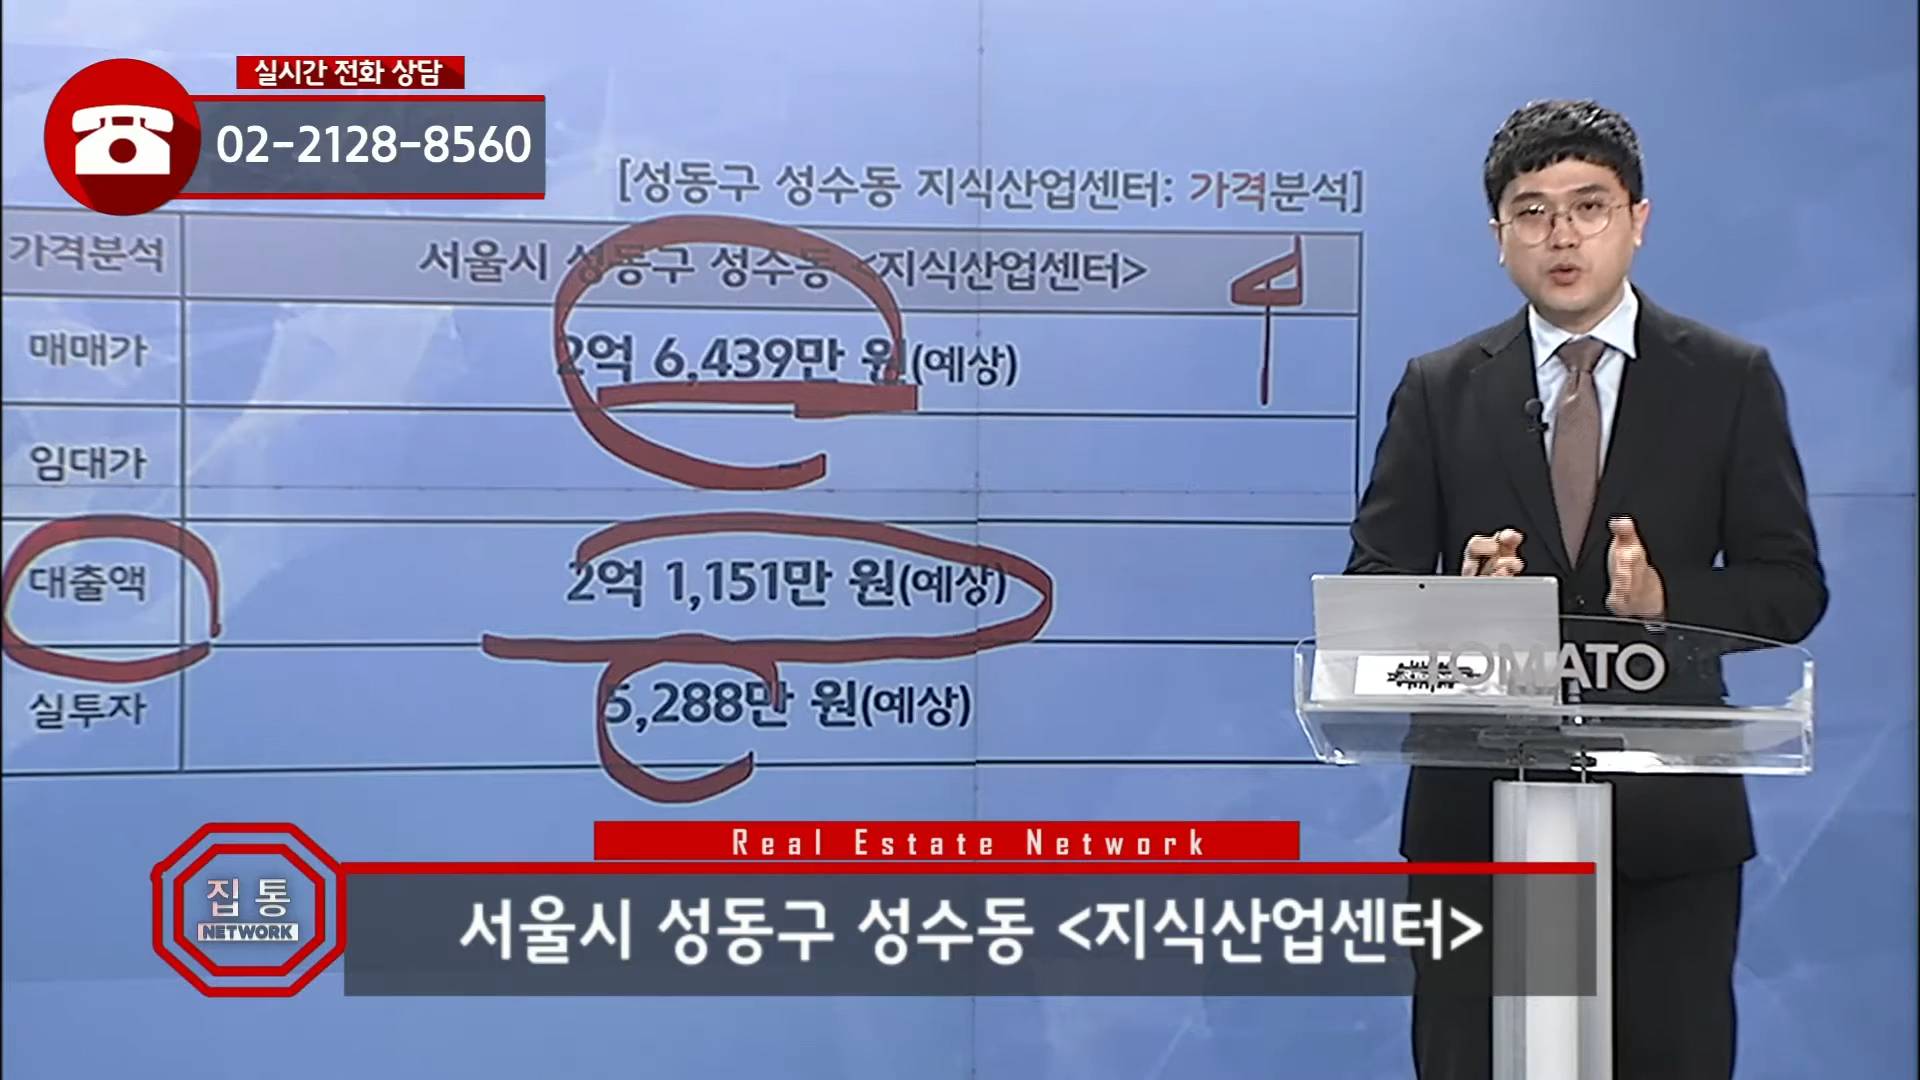 실시간 전화 상담
02-2128-8560
[성동구 성수동 지식산업센터: 가격분석]
가격분석 서울시 성동구 성수동 <지식산업센터>
매매가 2억 6,439만 원(예상)
임대가
대출액 2억 1,151만 원(예상)
실투자 5,288만 원(예상)
TOMATO
Real Estate Network
집통
NETWORK
서울시 성동구 성수동 <지식산업센터>